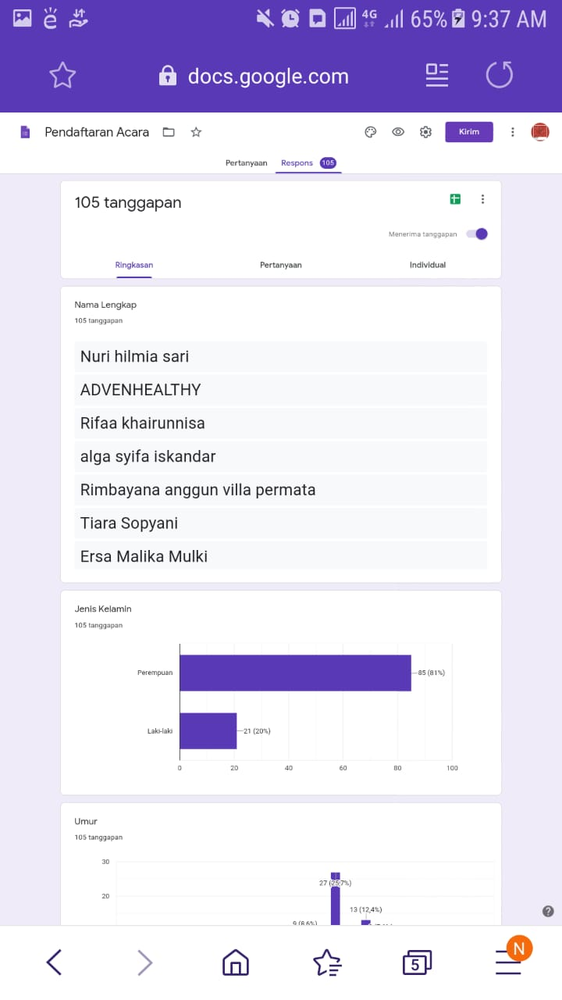 4G 65% 9:37 AM
docs.google.com
Pendaftaran Acara Kirim
Pertanyaan Respons 105
105 tanggapan
Menerima tanggapan
Ringkasan Pertanyaan Individual
Nama Lengkap
105 tanggapan
Nuri hilmia sari
ADVENHEALTHY
Rifaa khairunnisa
alga syifa iskandar
Rimbayana anggun villa permata
Tiara Sopyani
Ersa Malika Mulki
Jenis Kelamin
105 tanggapan
Perempuan 85 (81%)
Laki-laki 21 (20%)
0 20 40 60 80 100
Umur
105 tanggapan
30
27 (25,7%)
20
13 (12,4%)
9 (8,6%)
?
5 N